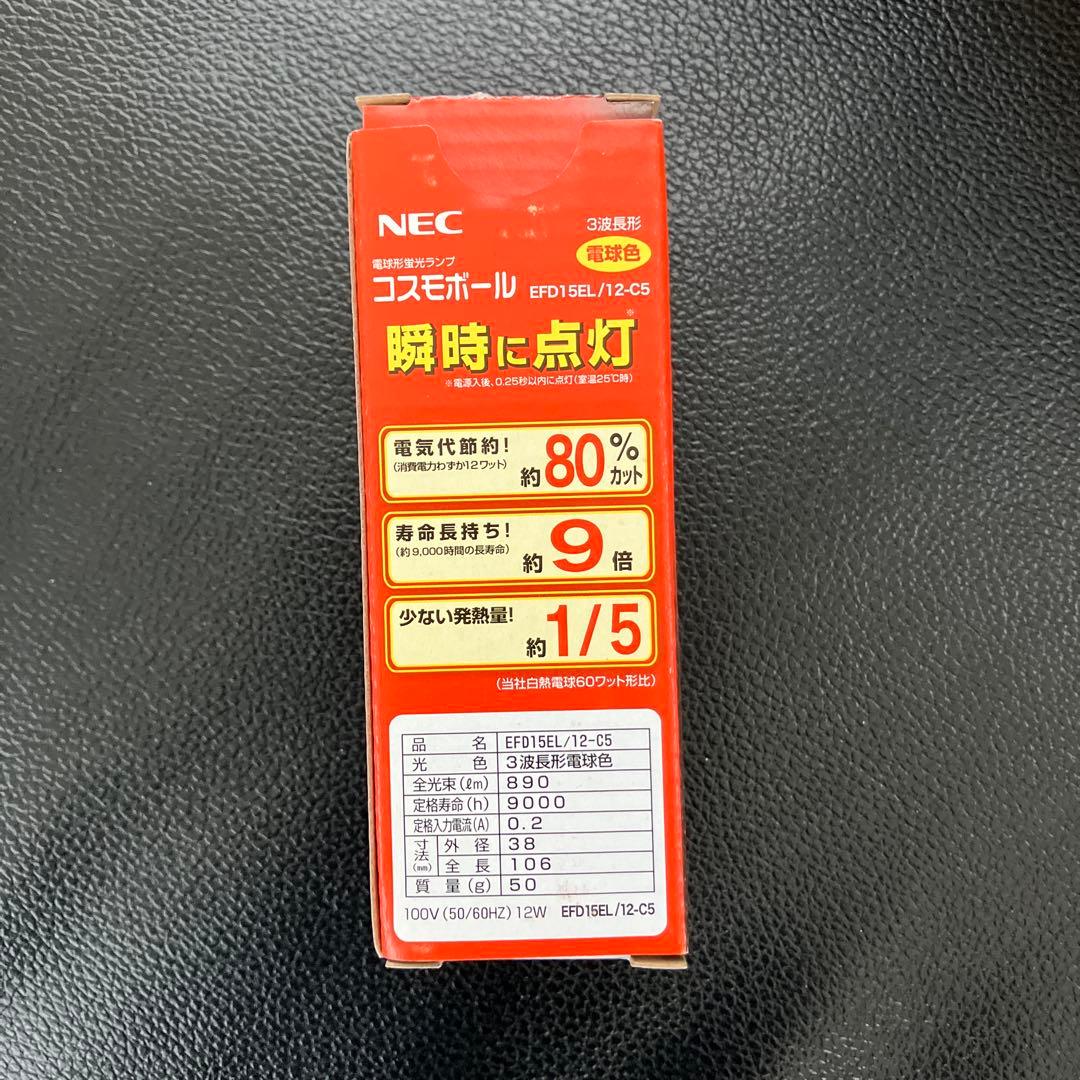 NEC
3波長形
電球色
電球形蛍光ランプ
コスモボール EFD15EL/12-C5
瞬時に点灯※
※電源入後、0.25秒以内に点灯(室温25℃時)
電気代節約!
(消費電力わずか12ワット)
約80%カット
寿命長持ち!
(約9,000時間の長寿命)
約9倍
少ない発熱量!
約1/5
(当社白熱電球60ワット形比)
品名 EFD15EL/12-C5
光色 3波長形電球色
全光束(ℓm) 890
定格寿命(h) 9000
定格入力電流(A) 0.2
寸法(mm) 外径 38
全長 106
質量(g) 50
100V(50/60HZ)12W EFD15EL/12-C5